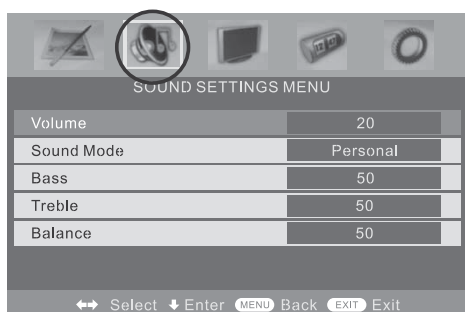 SOUND SETTINGS MENU
Volume 20
Sound Mode Personal
Bass 50
Treble 50
Balance 50
Select Enter MENU Back EXIT Exit